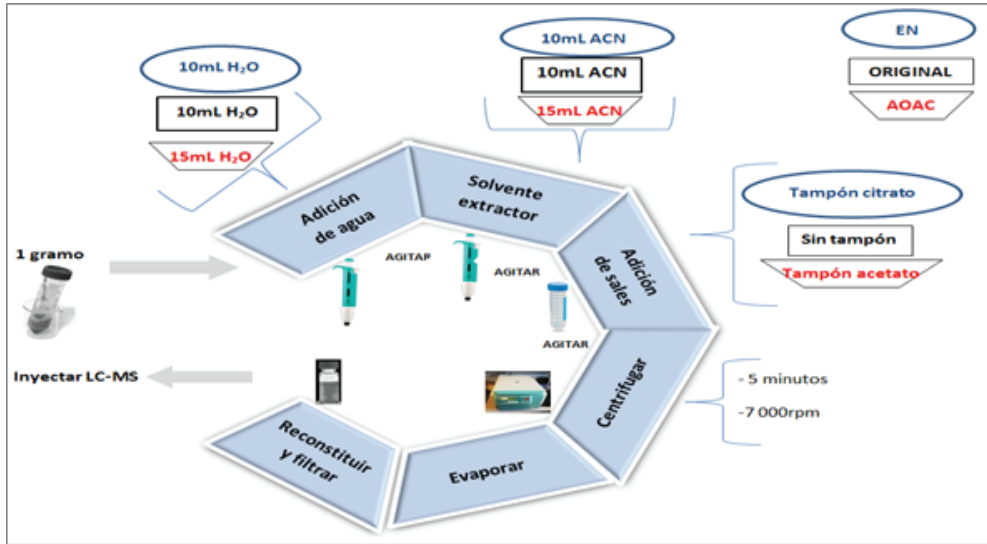 10mL H₂O
10mL H₂O
15mL H₂O
10mL ACN
10mL ACN
15mL ACN
EN
ORIGINAL
AOAC
Adición
de agua
Solvente
extractor
Adición
de sales
Tampón citrato
Sin tampón
Tampón acetato
1 gramo
AGITAR
AGITAR
AGITAR
Inyectar LC-MS
Centrifugar
- 5 minutos
-7 000rpm
Evaporar
Reconstituir
y filtrar